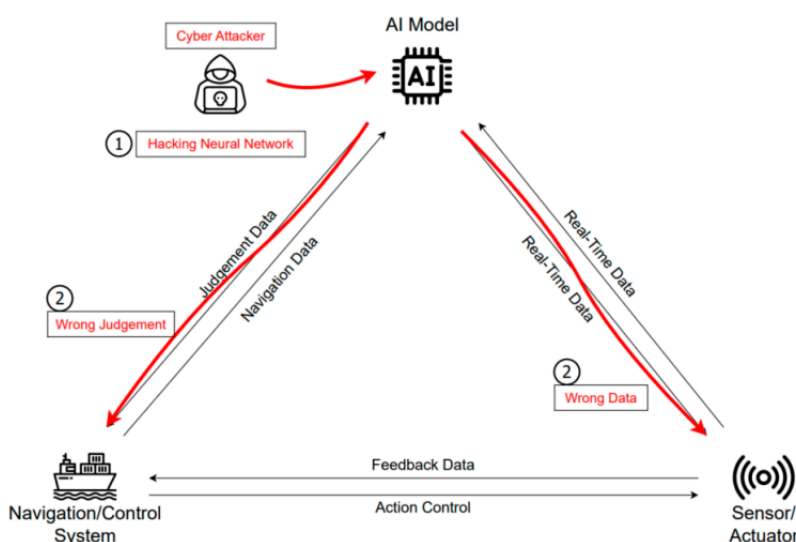 AI Model
Cyber Attacker
AI
1 Hacking Neural Network
Judgement Data
Navigation Data
Real-Time Data
Real-Time Data
2
Wrong Judgement
2
Wrong Data
Feedback Data
Action Control
Navigation/Control
System
Sensor/
Actuator